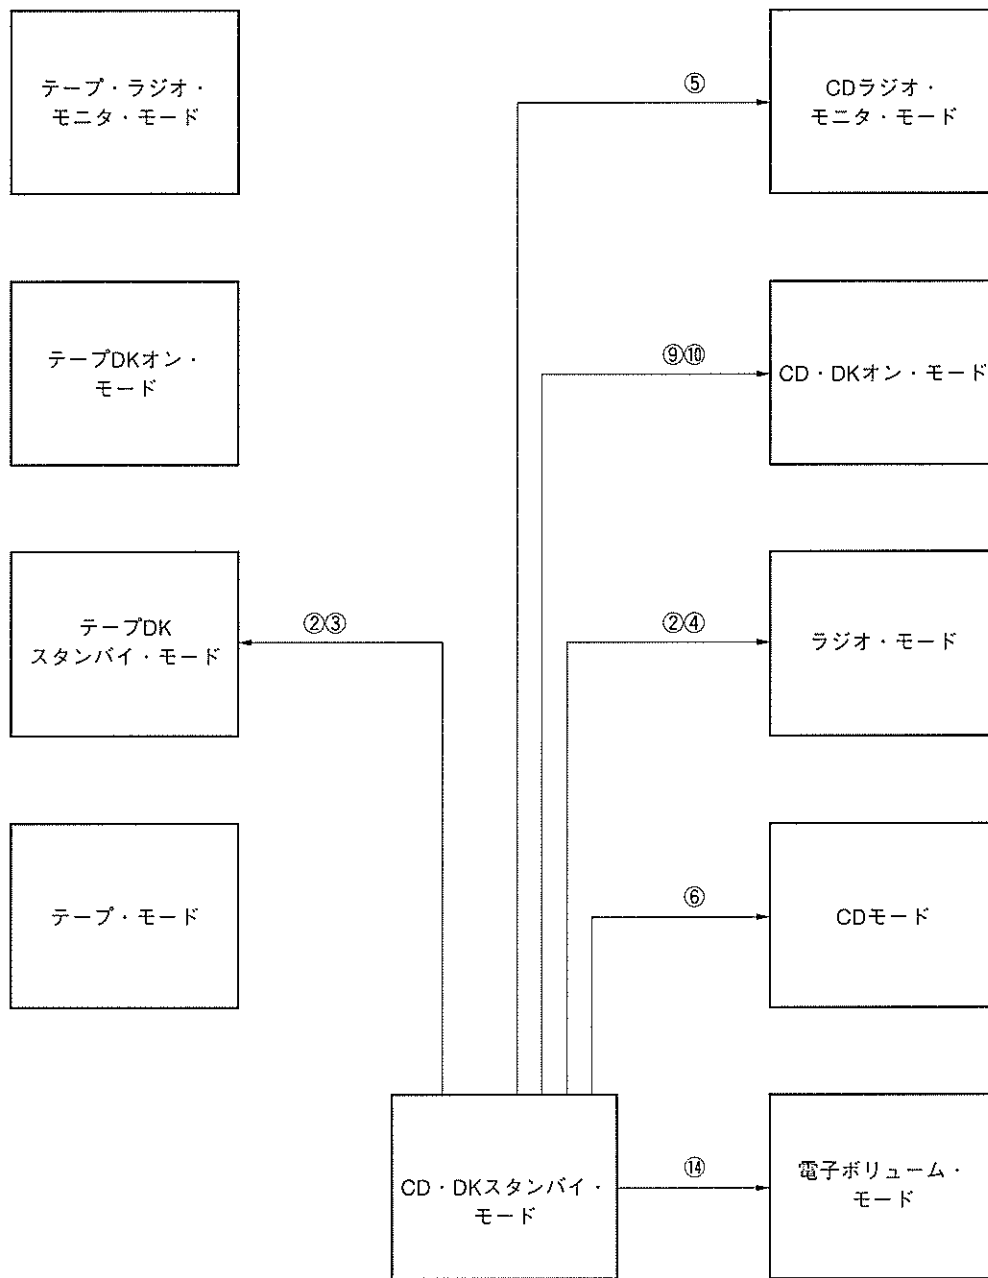 テープ・ラジオ・
モニタ・モード
⑤
CDラジオ・
モニタ・モード
テープDKオン・
モード
⑨⑩
CD・DKオン・モード
テープDK
スタンバイ・モード
②③
②④
ラジオ・モード
テープ・モード
⑥
CDモード
CD・DKスタンバイ・
モード
⑭
電子ボリューム・
モード